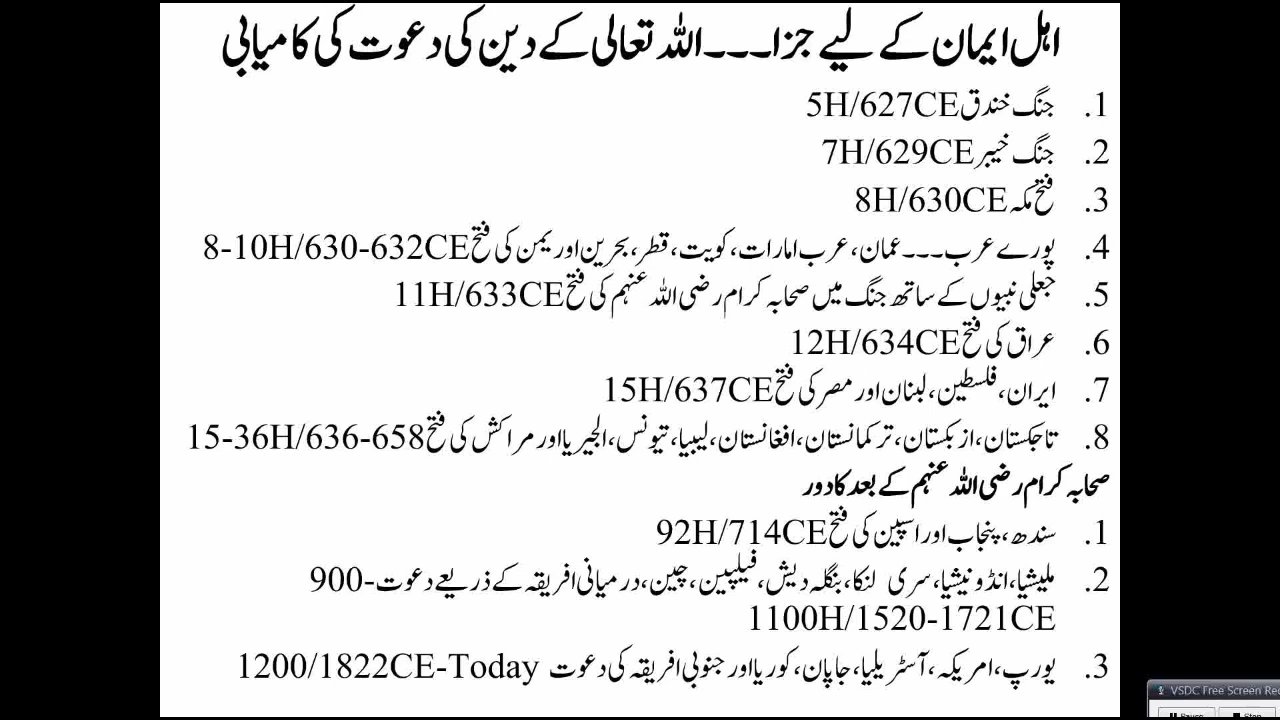 اہل ایمان کے لیے جزا۔۔۔اللہ تعالی کے دین کی دعوت کی کامیابی
1. جنگ خندق 5H/627CE
2. جنگ خیبر 7H/629CE
3. فتح مکہ 8H/630CE
4. پورے عرب۔۔۔عمان، عرب امارات، کویت، قطر، بحرین اور یمن کی فتح 8-10H/630-632CE
5. جعلی نبیوں کے ساتھ جنگ میں صحابہ کرام رضی اللہ عنہم کی فتح 11H/633CE
6. عراق کی فتح 12H/634CE
7. ایران، فلسطین، لبنان اور مصر کی فتح 15H/637CE
8. تاجکستان، ازبکستان، ترکمانستان، افغانستان، لیبیا، تیونس، الجیریا اور مراکش کی فتح 15-36H/636-658
صحابہ کرام رضی اللہ عنہم کے بعد کا دور
1. سندھ، پنجاب اور اسپین کی فتح 92H/714CE
2. ملیشیا، انڈونیشیا، سری لنکا، بنگلہ دیش، فیلیپین، چین، درمیانی افریقہ کے ذریعے دعوت 900-
1100H/1520-1721CE
3. یورپ، امریکہ، آسٹریلیا، جاپان، کوریا اور جنوبی افریقہ کی دعوت 1200/1822CE-Today
VSDC Free Screen Rec
Pause Stop